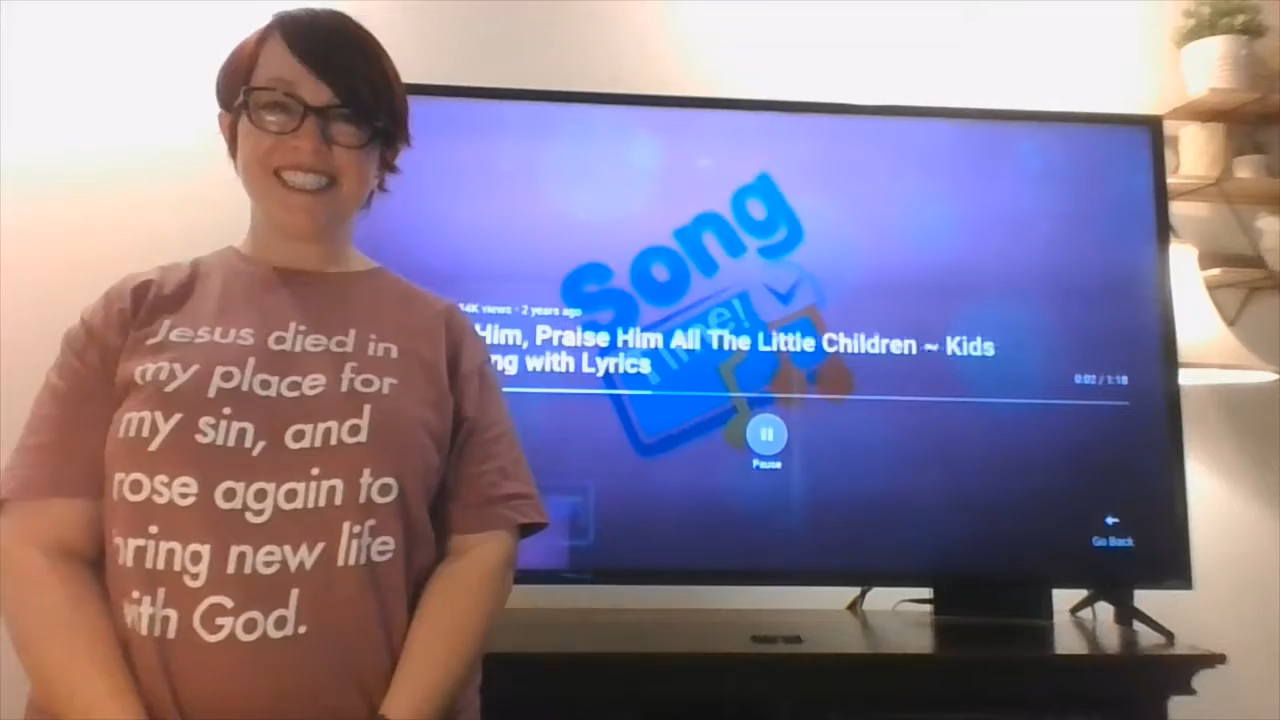 Jesus died in
my place for
my sin, and
rose again to
bring new life
with God.
Song
Time!
4K views · 2 years ago
Him, Praise Him All The Little Children ~ Kids
ng with Lyrics
0:02 / 1:18
Pause
Go Back